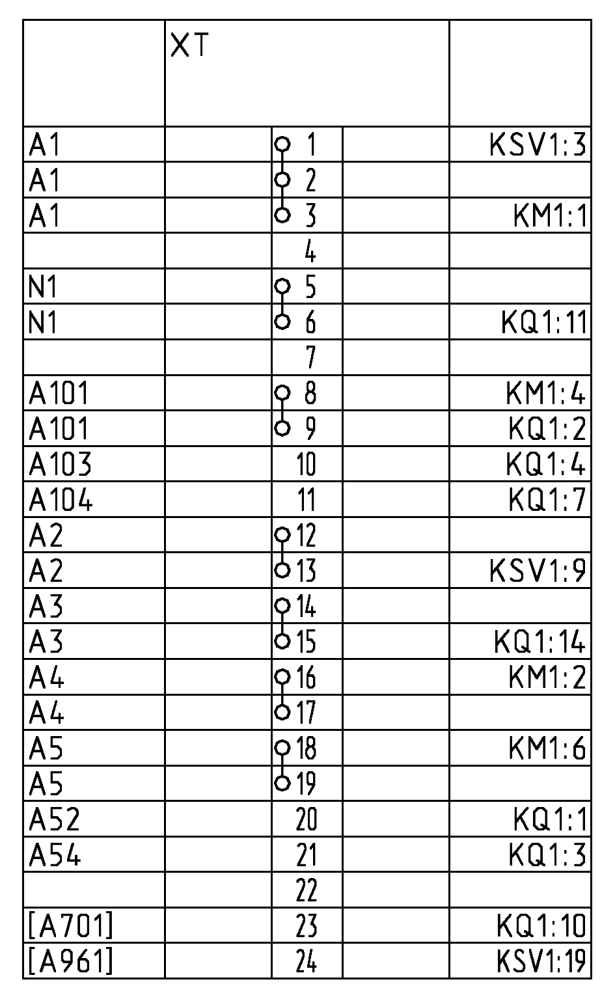 XT
A1 1 KSV1:3
A1 2
A1 3 KM1:1
4
N1 5
N1 6 KQ1:11
7
A101 8 KM1:4
A101 9 KQ1:2
A103 10 KQ1:4
A104 11 KQ1:7
A2 12
A2 13 KSV1:9
A3 14
A3 15 KQ1:14
A4 16 KM1:2
A4 17
A5 18 KM1:6
A5 19
A52 20 KQ1:1
A54 21 KQ1:3
22
[A701] 23 KQ1:10
[A961] 24 KSV1:19